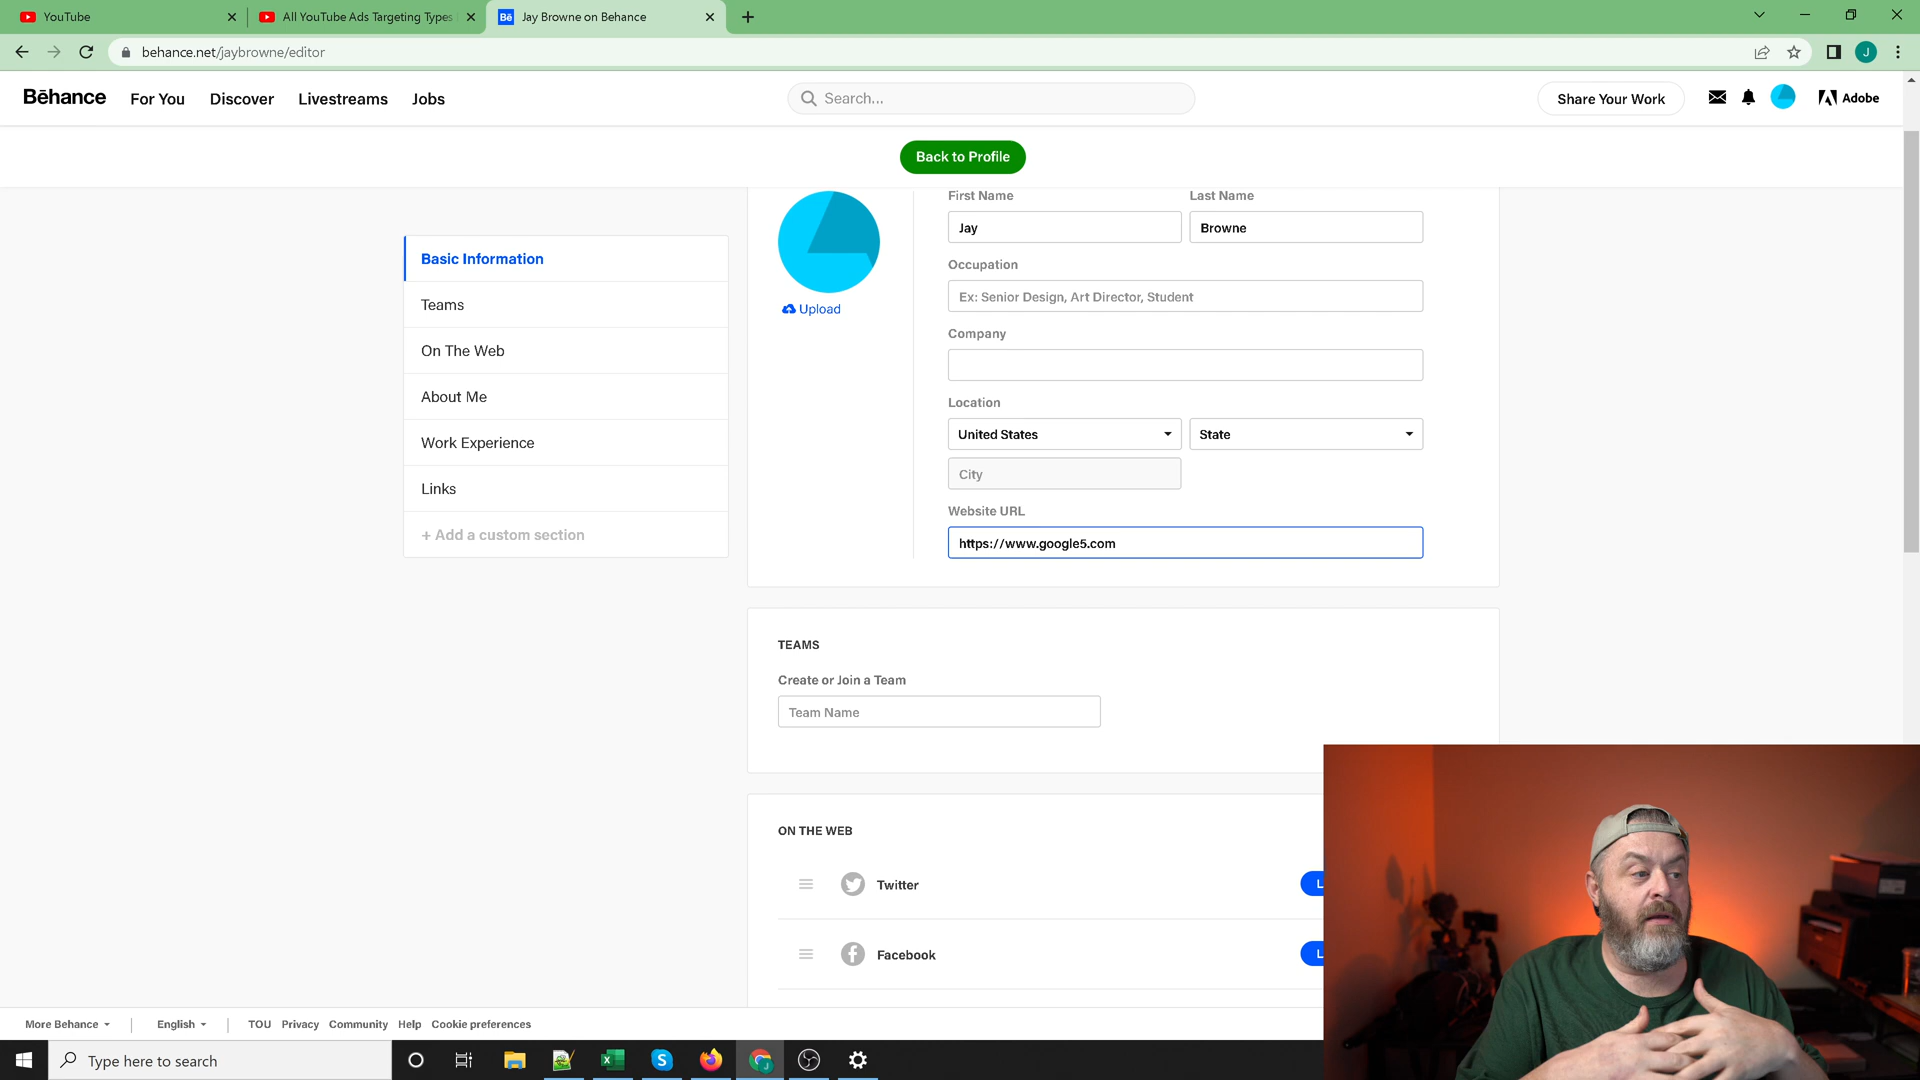 YouTube
All YouTube Ads Targeting Types
Bē Jay Browne on Behance
behance.net/jaybrowne/editor
J
Bēhance For You Discover Livestreams Jobs
Search...
Share Your Work
Adobe
Back to Profile
First Name Last Name
Jay Browne
Occupation
Ex: Senior Design, Art Director, Student
Upload
Company
Location
United States State
City
Website URL
https://www.google5.com
Basic Information
Teams
On The Web
About Me
Work Experience
Links
+ Add a custom section
TEAMS
Create or Join a Team
Team Name
ON THE WEB
Twitter
Facebook
More Behance English TOU Privacy Community Help Cookie preferences
Type here to search